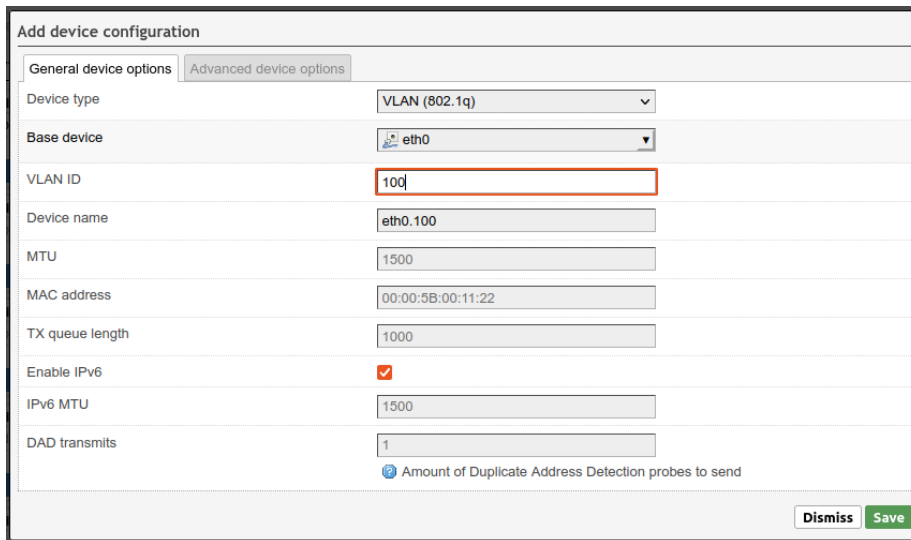 Add device configuration
General device options Advanced device options
Device type VLAN (802.1q)
Base device eth0
VLAN ID 100
Device name eth0.100
MTU 1500
MAC address 00:00:5B:00:11:22
TX queue length 1000
Enable IPv6
IPv6 MTU 1500
DAD transmits 1
Amount of Duplicate Address Detection probes to send
Dismiss Save